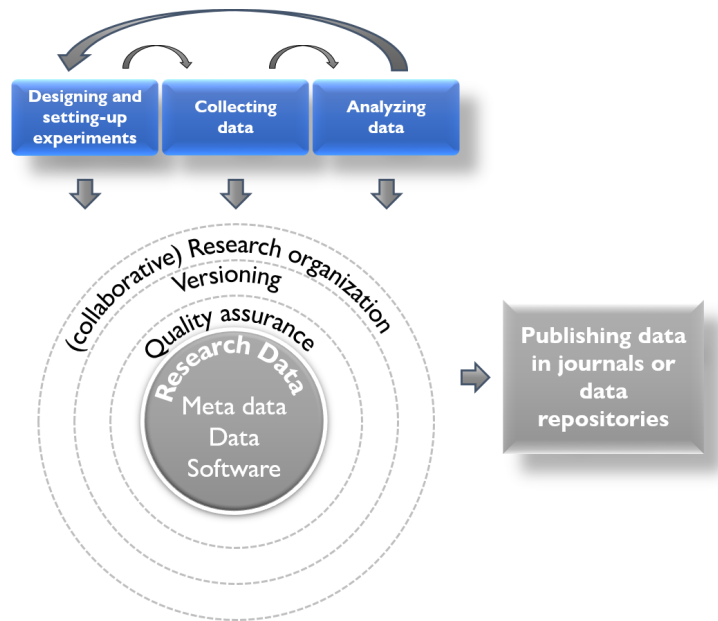 Designing and
setting-up
experiments
Collecting
data
Analyzing
data
(collaborative) Research organization
Versioning
Quality assurance
Research Data
Meta data
Data
Software
Publishing data
in journals or
data
repositories